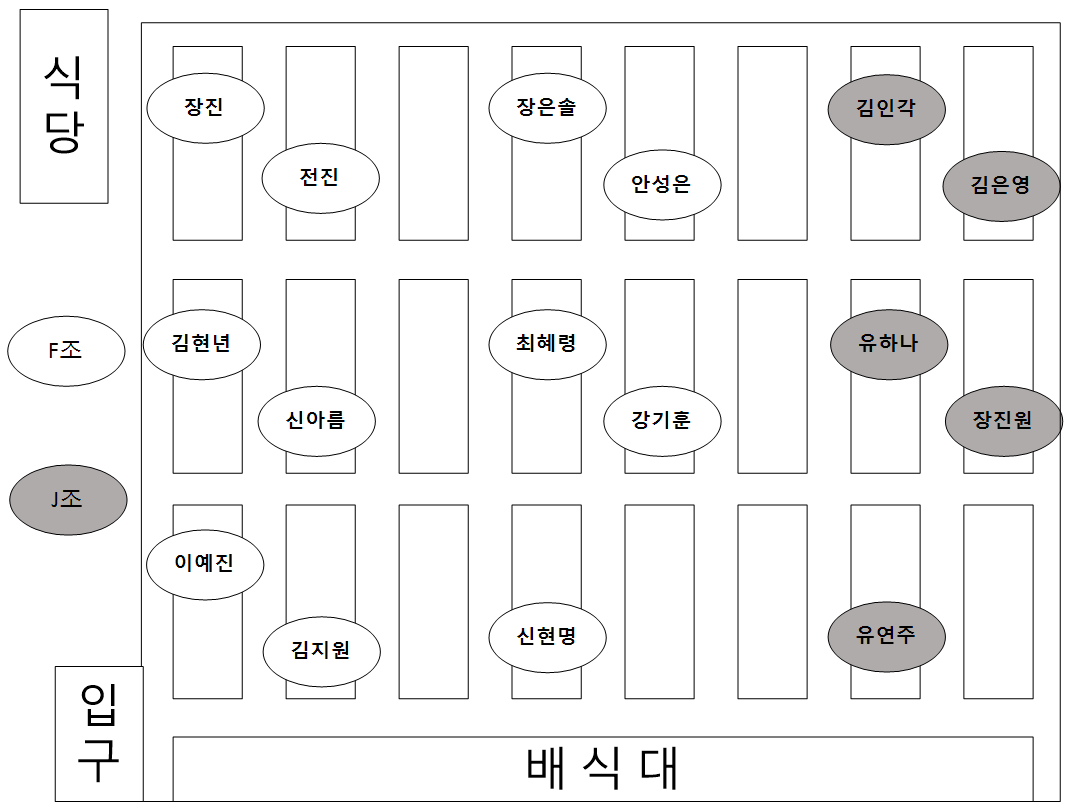 식
당
장진
장은솔
김인각
전진
안성은
김은영
F조
김현년
최혜령
유하나
신아름
강기훈
장진원
J조
이예진
김지원
신현명
유연주
입
구
배 식 대